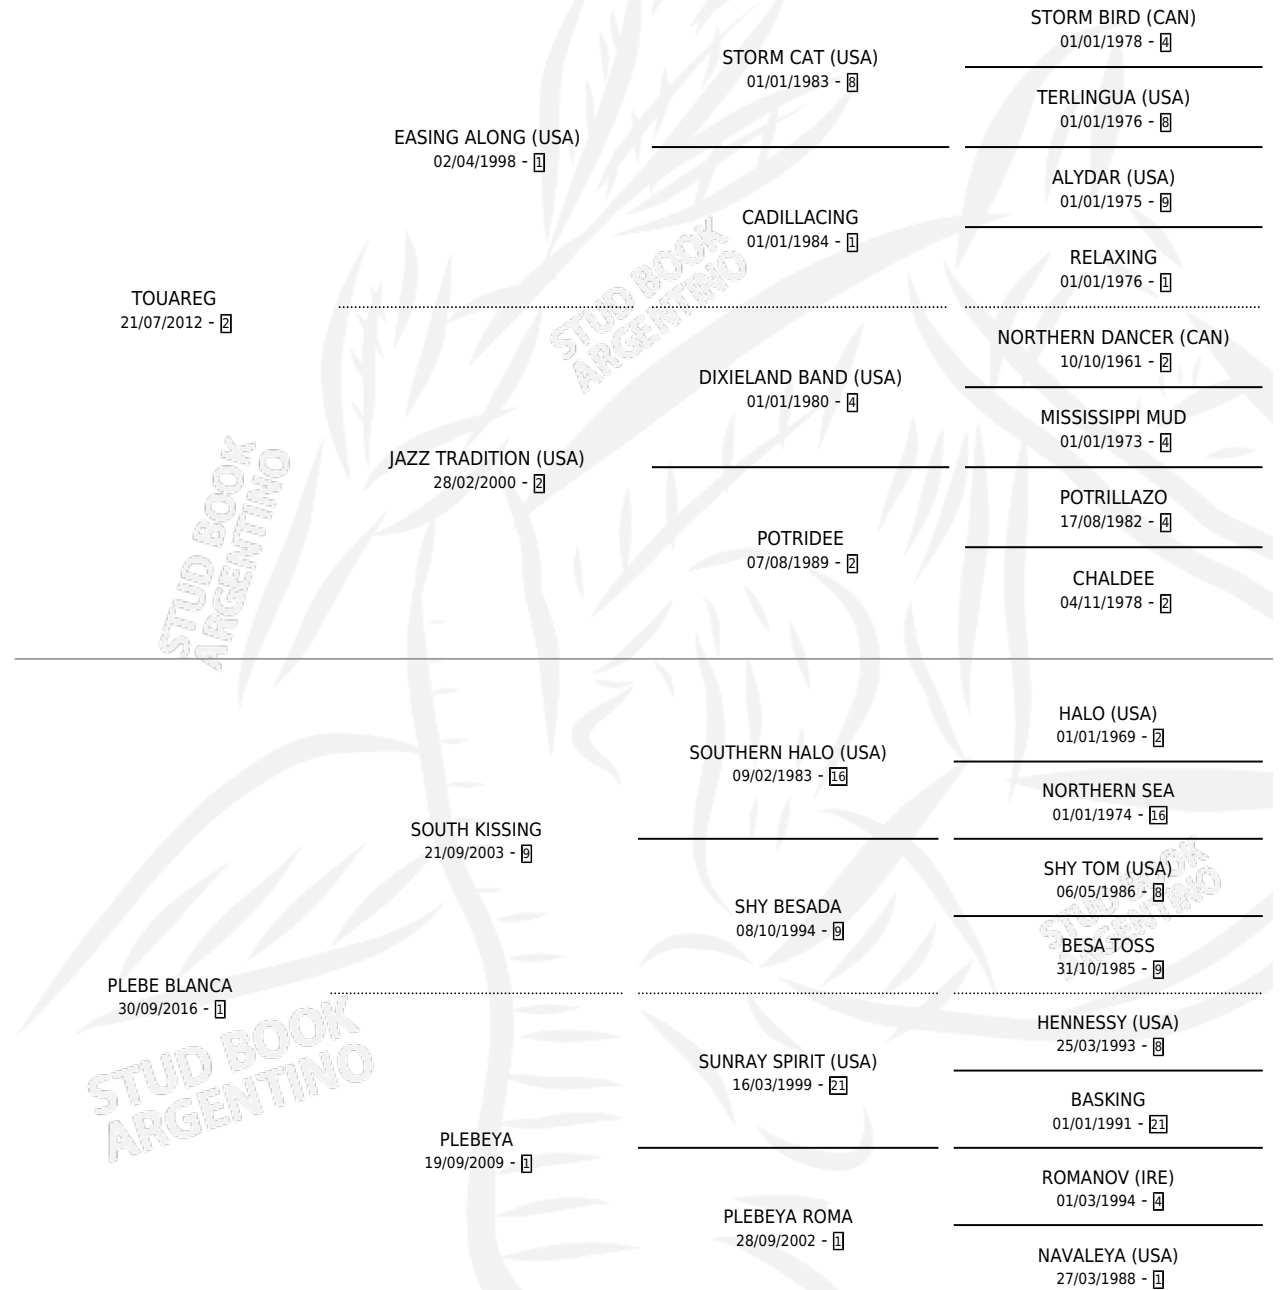 STORM BIRD (CAN)
01/01/1978 - 4
STORM CAT (USA)
01/01/1983 - 8
TERLINGUA (USA)
01/01/1976 - 8
EASING ALONG (USA)
02/04/1998 - 1
ALYDAR (USA)
01/01/1975 - 9
CADILLACING
01/01/1984 - 1
RELAXING
01/01/1976 - 1
TOUAREG
21/07/2012 - 2
NORTHERN DANCER (CAN)
10/10/1961 - 2
DIXIELAND BAND (USA)
01/01/1980 - 4
MISSISSIPPI MUD
01/01/1973 - 4
JAZZ TRADITION (USA)
28/02/2000 - 2
POTRILLAZO
17/08/1982 - 4
POTRIDEE
07/08/1989 - 2
CHALDEE
04/11/1978 - 2
HALO (USA)
01/01/1969 - 2
SOUTHERN HALO (USA)
09/02/1983 - 16
NORTHERN SEA
01/01/1974 - 16
SOUTH KISSING
21/09/2003 - 9
SHY TOM (USA)
06/05/1986 - 8
SHY BESADA
08/10/1994 - 9
BESA TOSS
31/10/1985 - 9
PLEBE BLANCA
30/09/2016 - 1
HENNESSY (USA)
25/03/1993 - 8
SUNRAY SPIRIT (USA)
16/03/1999 - 21
BASKING
01/01/1991 - 21
PLEBEYA
19/09/2009 - 1
ROMANOV (IRE)
01/03/1994 - 4
PLEBEYA ROMA
28/09/2002 - 1
NAVALEYA (USA)
27/03/1988 - 1
STUD BOOK
ARGENTINO
STUD BOOK
ARGENTINO
STUD BOOK
ARGENTINO
STUD BOOK
ARGENTINO